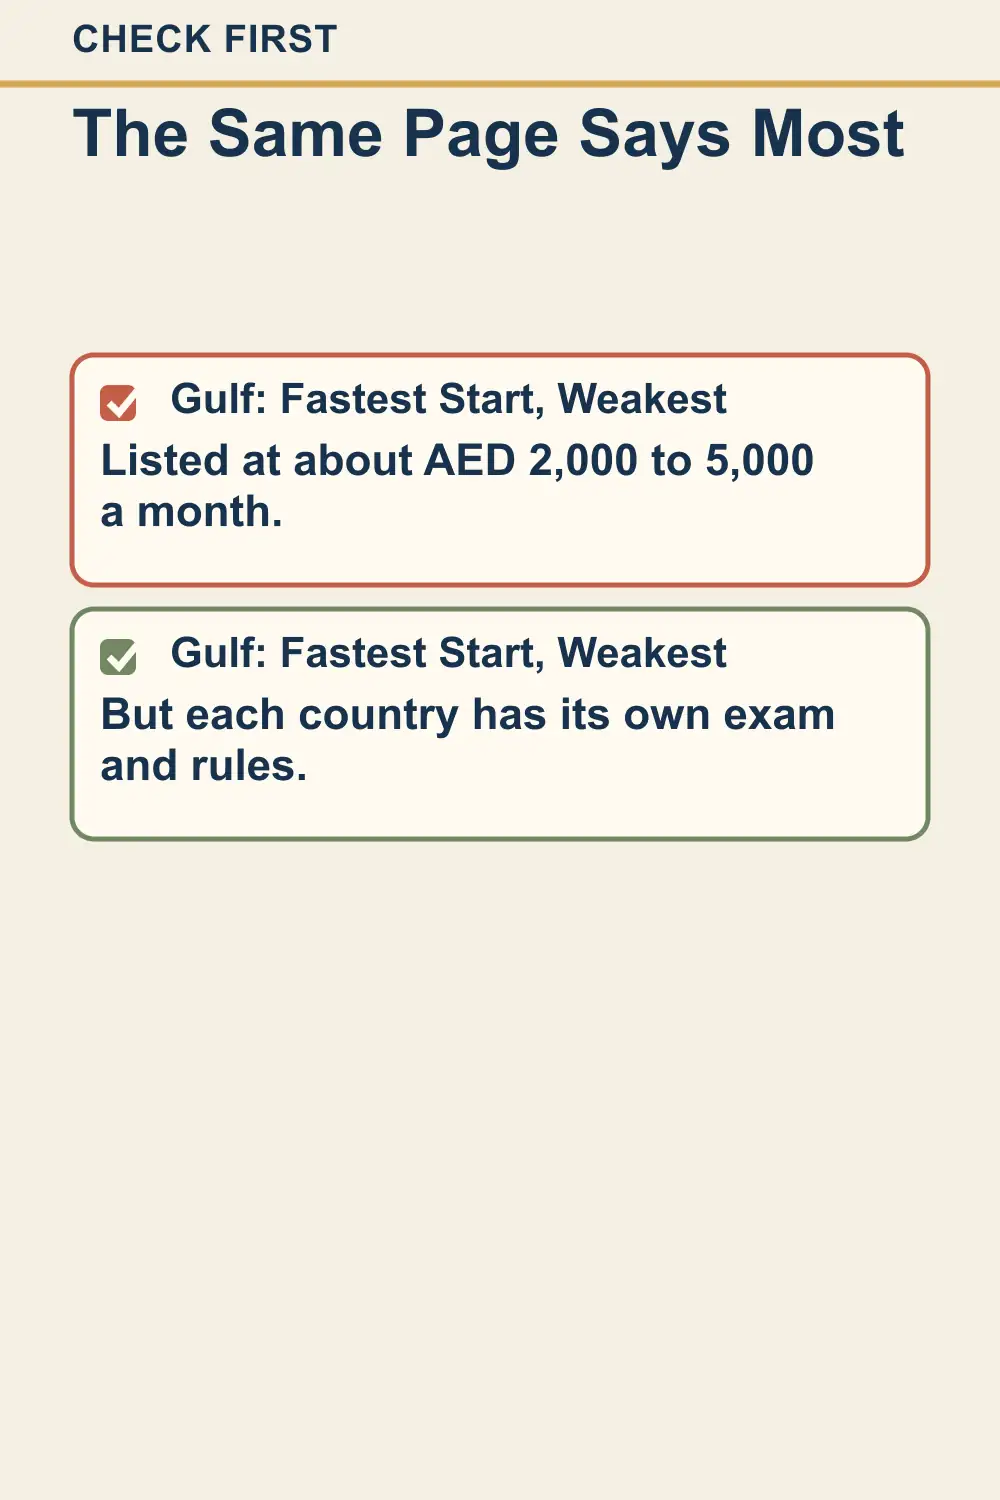 CHECK FIRST
The Same Page Says Most
Gulf: Fastest Start, Weakest
Listed at about AED 2,000 to 5,000
a month.
Gulf: Fastest Start, Weakest
But each country has its own exam
and rules.